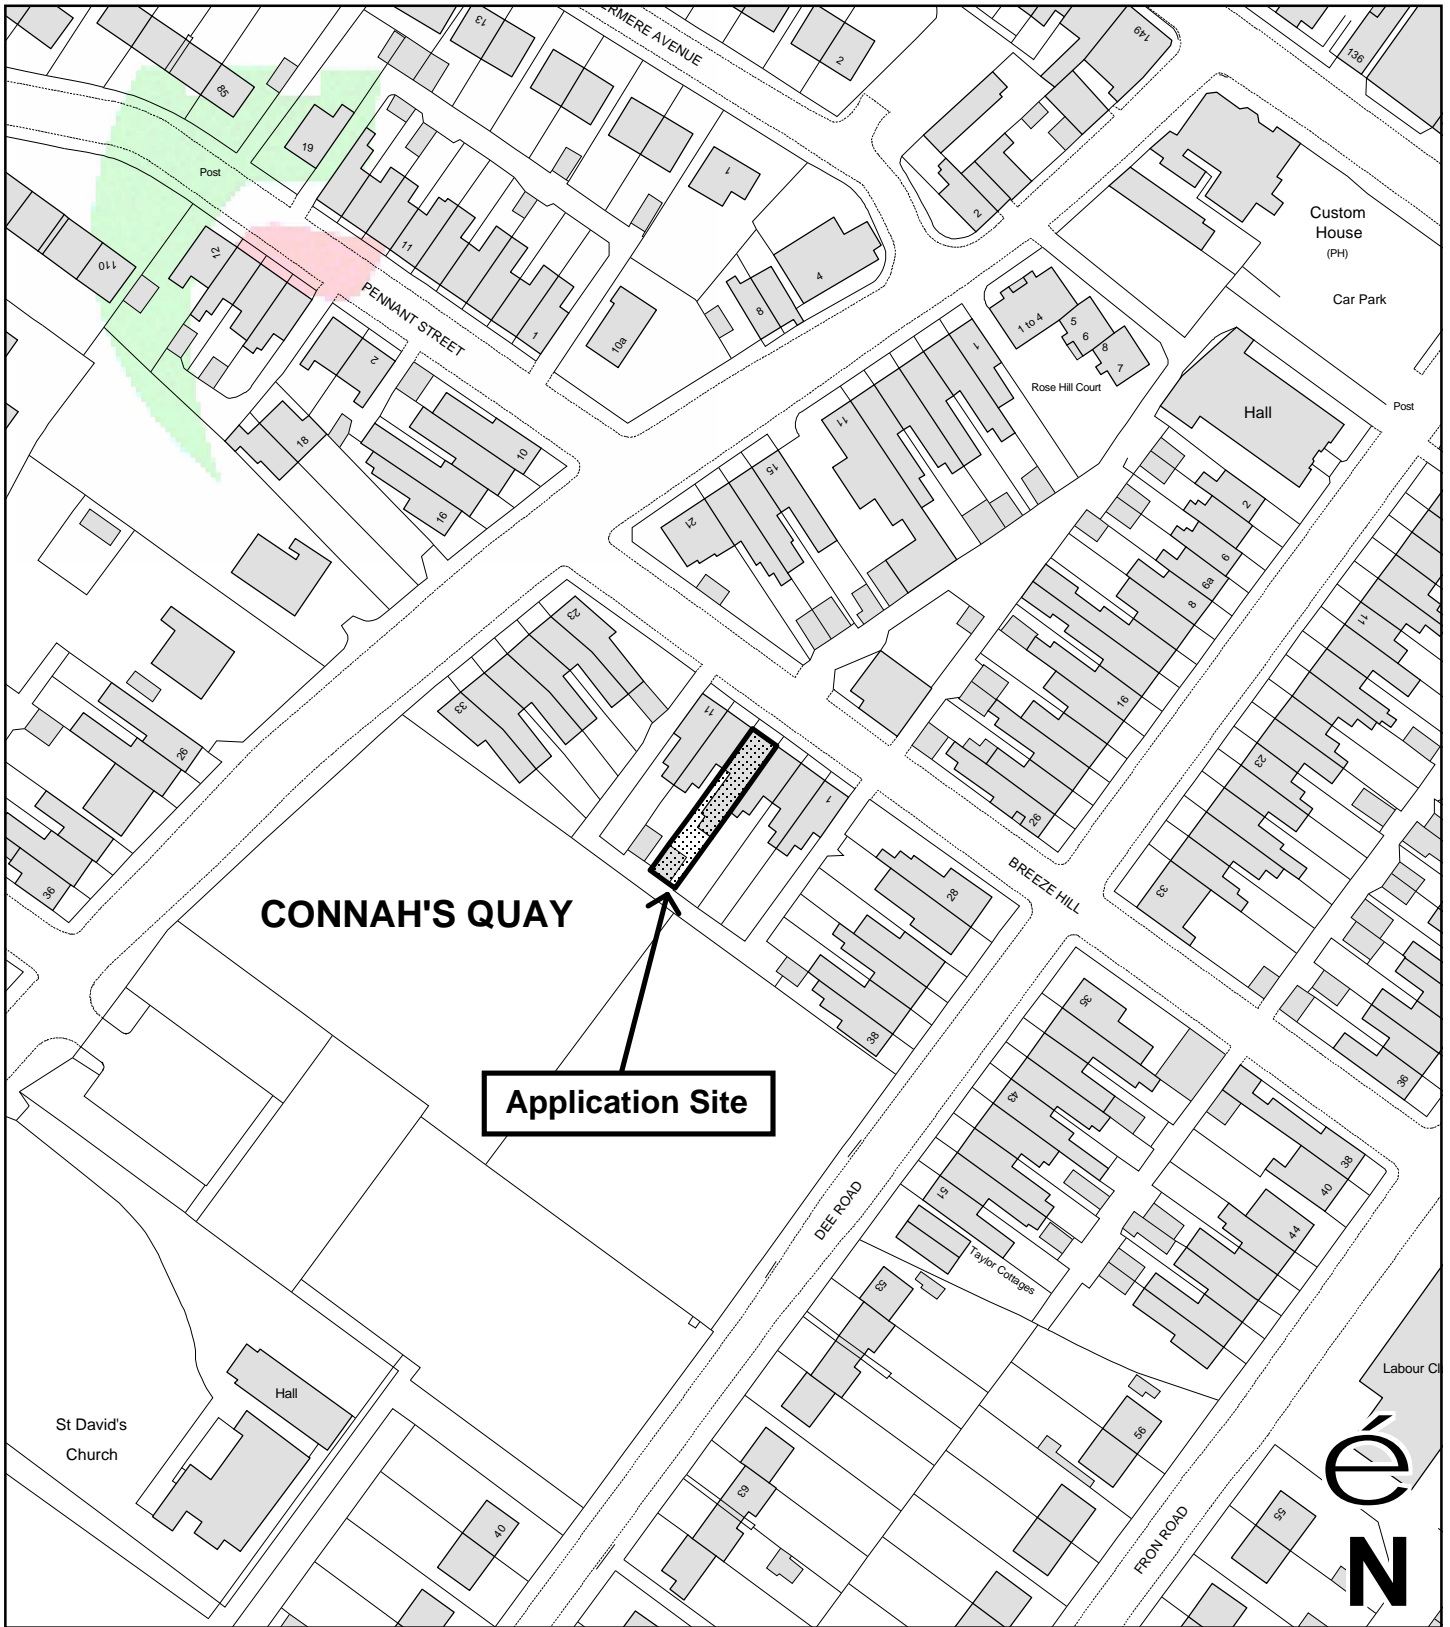 13
ERMERE AVENUE
2
149
136
85
19
Post
1
2
Custom
House
(PH)
Car Park
110
72
11
PENNANT STREET
1
10a
8
4
1 to 4
5
6
8
7
1
Rose Hill Court
Hall
Post
2
18
10
16
11
15
21
2
6
6a
8
16
26
11
23
33
23
33
11
1
26
36
CONNAH'S QUAY
28
38
BREEZE HILL
36
35
43
51
Application Site
38
40
44
DEE ROAD
Taylor Cottages
53
Labour Cl
Hall
St David's
Church
56
63
40
55
FRON ROAD
é
N